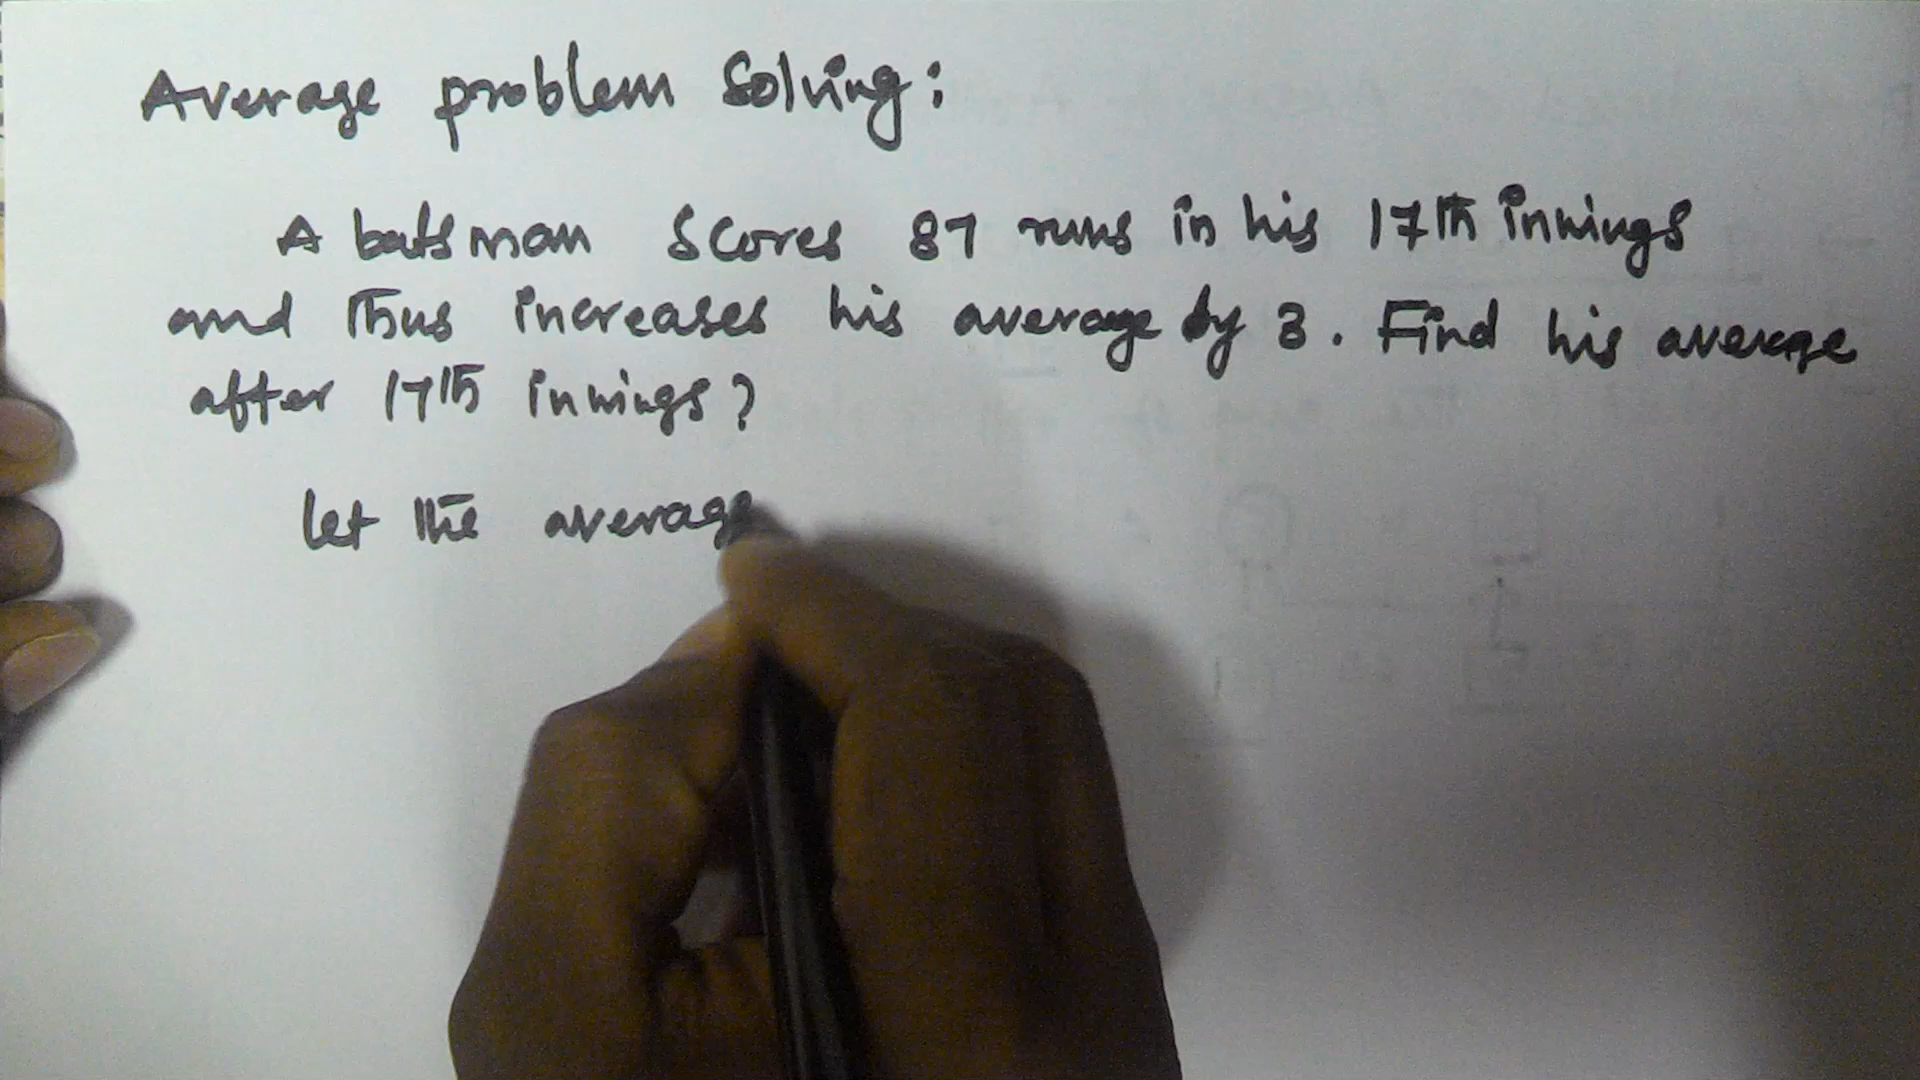 Average problem Solving:
A batsman Scores 87 runs in his 17th innings
and thus increases his average by 3. Find his average
after 17th innings?
let the average